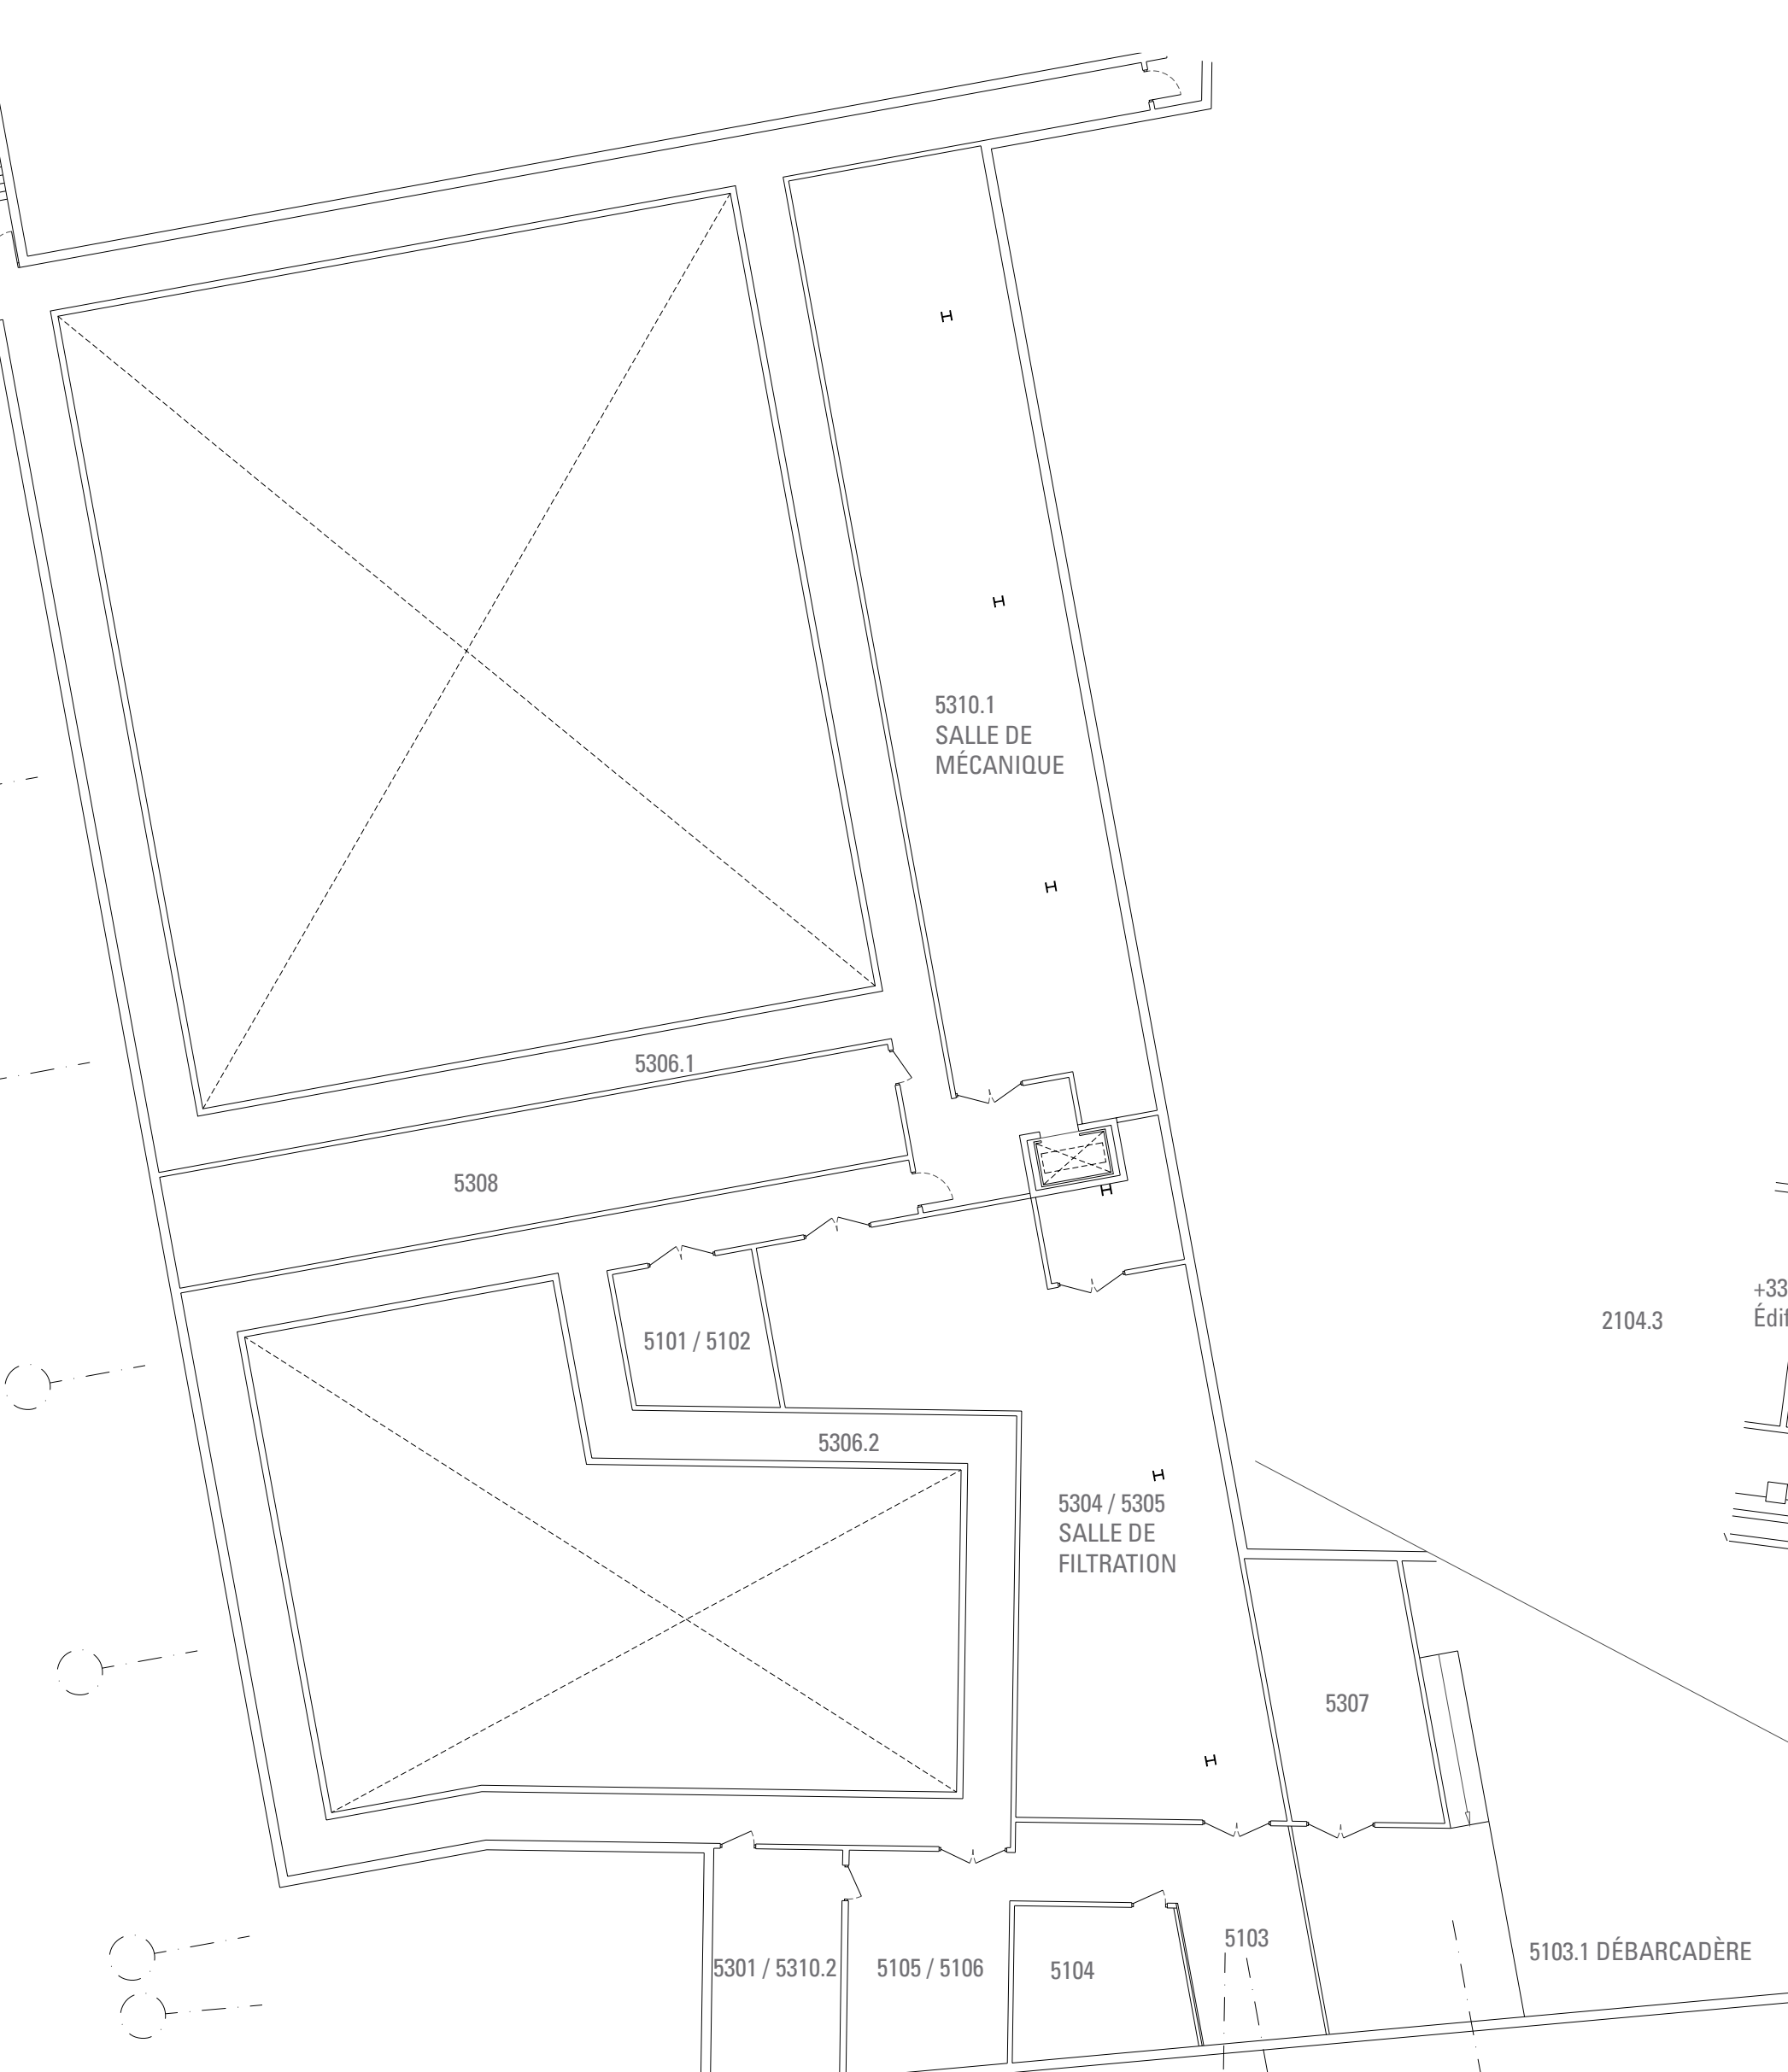 5310.1
SALLE DE
MÉCANIQUE
5306.1
5308
5101 / 5102
5306.2
+33
Édif
2104.3
5304 / 5305
SALLE DE
FILTRATION
5307
5103
5103.1 DÉBARCADÈRE
5301 / 5310.2
5105 / 5106
5104